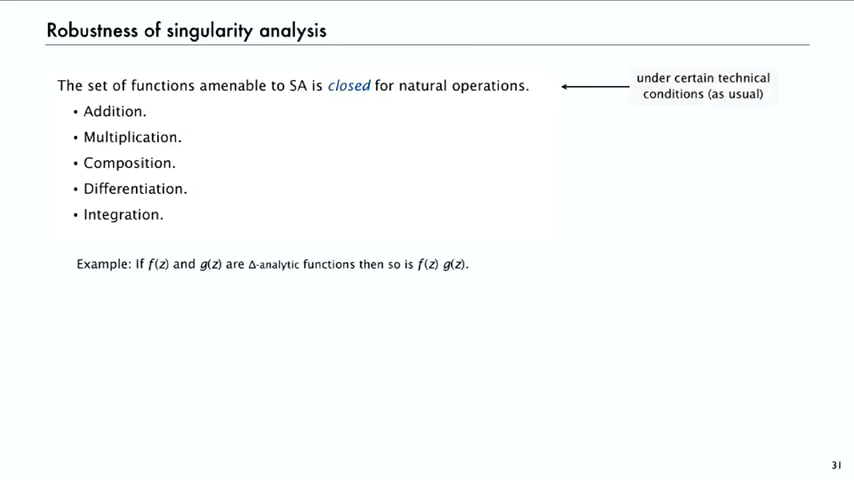 Robustness of singularity analysis
The set of functions amenable to SA is closed for natural operations.
under certain technical
conditions (as usual)
• Addition.
• Multiplication.
• Composition.
• Differentiation.
• Integration.
Example: If f(z) and g(z) are Δ-analytic functions then so is f(z) g(z).
31